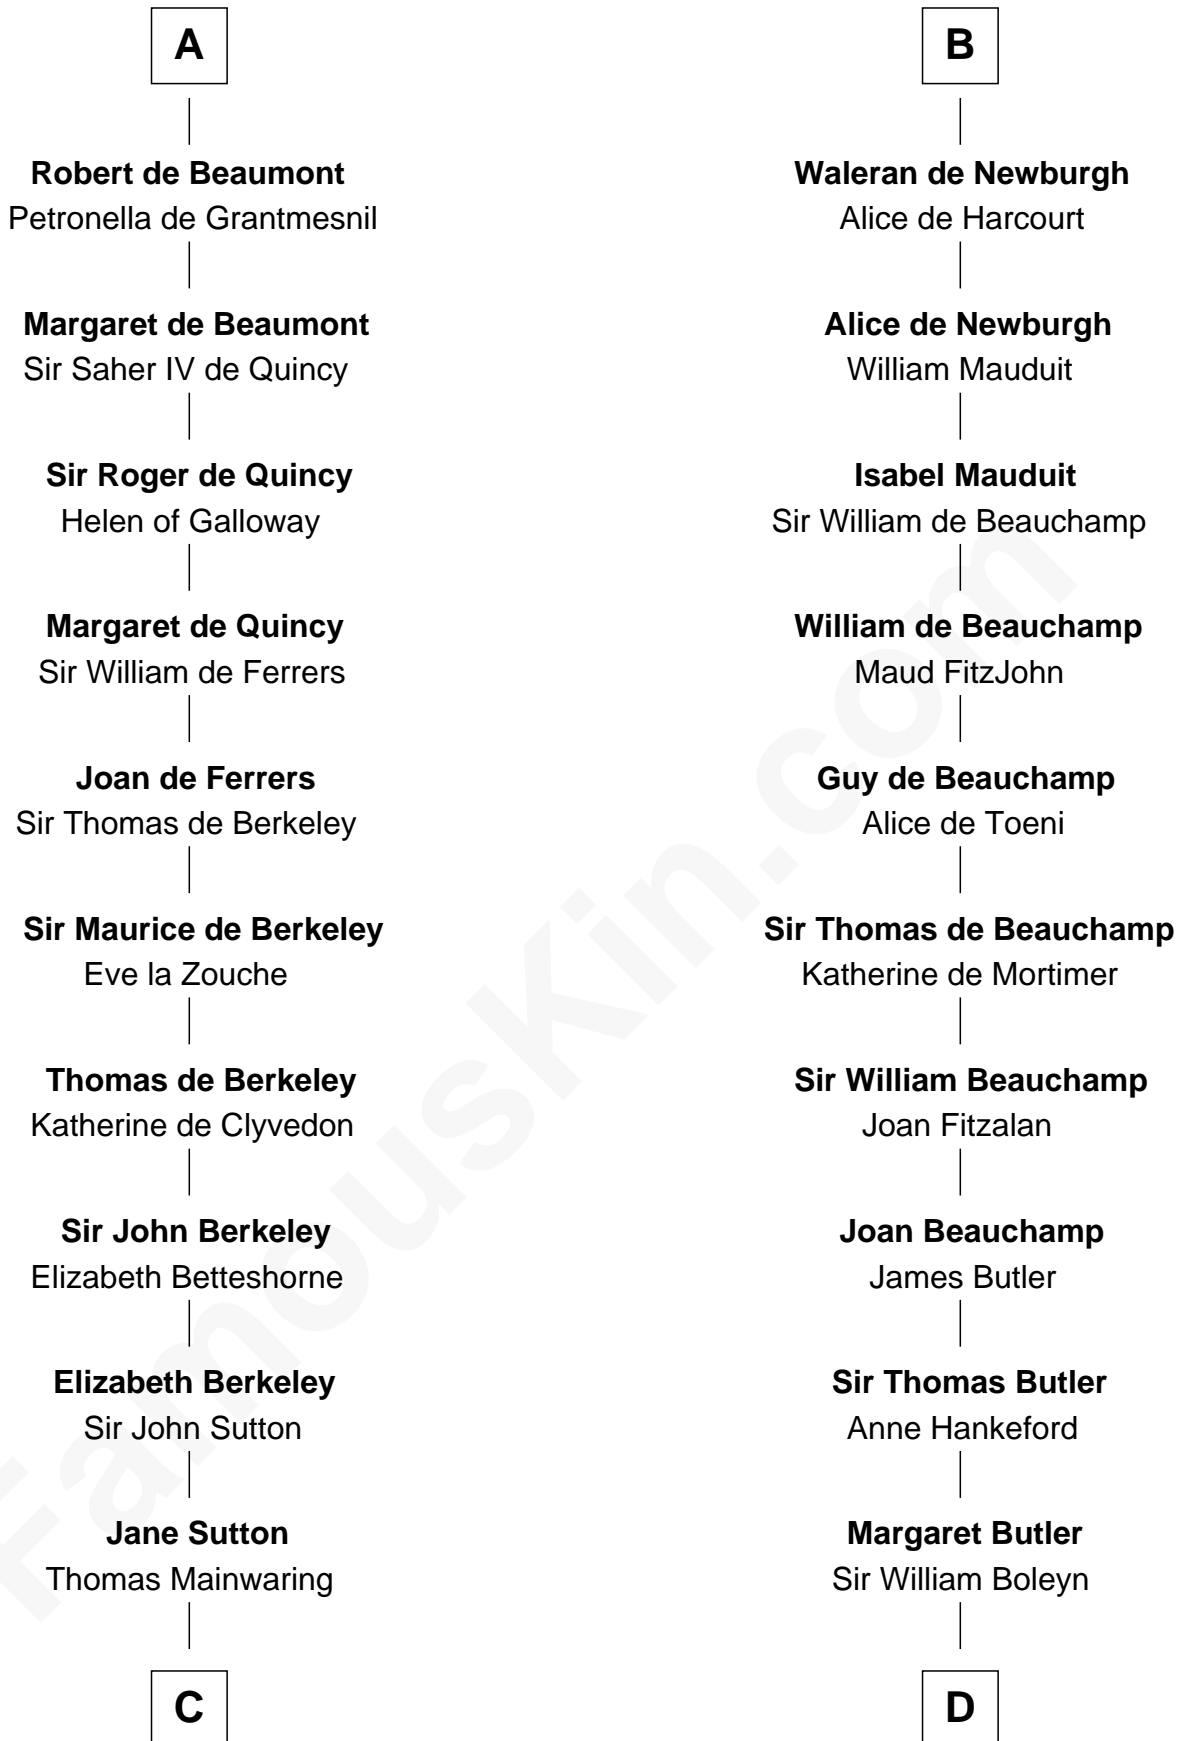 A
Robert de Beaumont
Petronella de Grantmesnil
Margaret de Beaumont
Sir Saher IV de Quincy
Sir Roger de Quincy
Helen of Galloway
Margaret de Quincy
Sir William de Ferrers
Joan de Ferrers
Sir Thomas de Berkeley
Sir Maurice de Berkeley
Eve la Zouche
Thomas de Berkeley
Katherine de Clyvedon
Sir John Berkeley
Elizabeth Betteshorne
Elizabeth Berkeley
Sir John Sutton
Jane Sutton
Thomas Mainwaring
C
B
Waleran de Newburgh
Alice de Harcourt
Alice de Newburgh
William Mauduit
Isabel Mauduit
Sir William de Beauchamp
William de Beauchamp
Maud FitzJohn
Guy de Beauchamp
Alice de Toeni
Sir Thomas de Beauchamp
Katherine de Mortimer
Sir William Beauchamp
Joan Fitzalan
Joan Beauchamp
James Butler
Sir Thomas Butler
Anne Hankeford
Margaret Butler
Sir William Boleyn
D
FamousKin.com